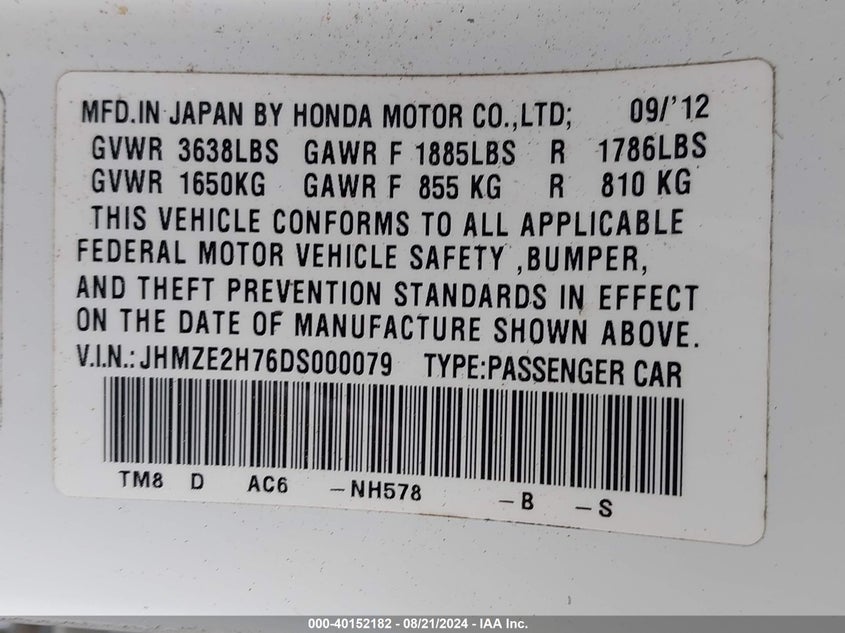 MFD.IN JAPAN BY HONDA MOTOR CO.,LTD; 09/'12
GVWR 3638LBS GAWR F 1885LBS R 1786LBS
GVWR 1650KG GAWR F 855 KG R 810 KG
THIS VEHICLE CONFORMS TO ALL APPLICABLE
FEDERAL MOTOR VEHICLE SAFETY ,BUMPER,
AND THEFT PREVENTION STANDARDS IN EFFECT
ON THE DATE OF MANUFACTURE SHOWN ABOVE.
V.I.N.: JHMZE2H76DS000079 TYPE:PASSENGER CAR
TM8 D AC6 -NH578 -B -S
000-40152182 - 08/21/2024 - IAA Inc.